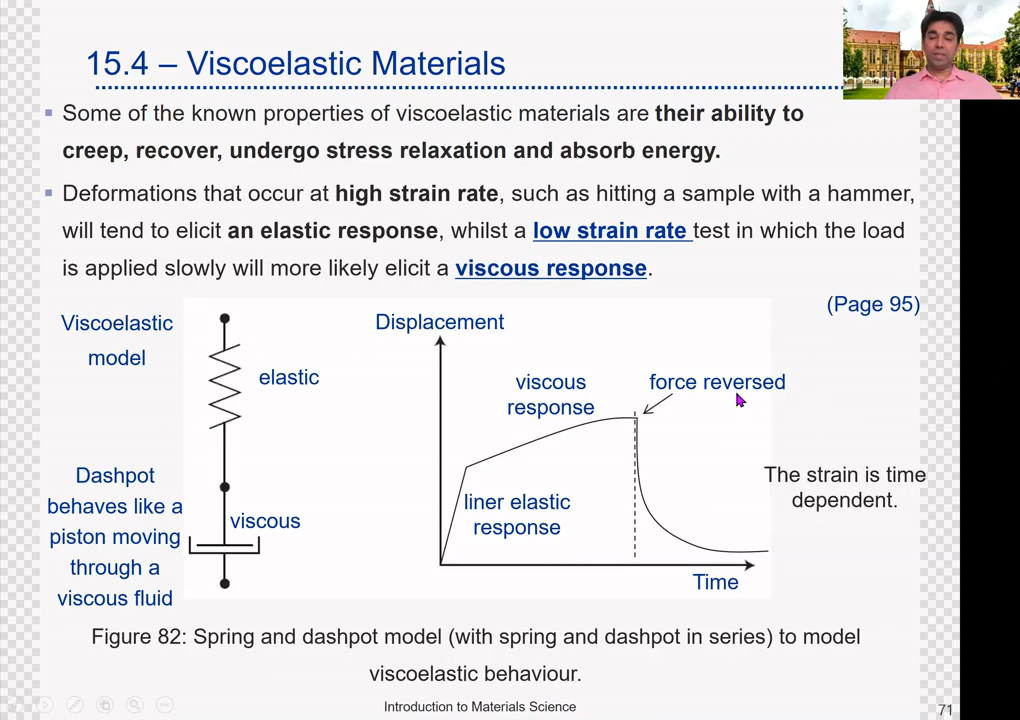 15.4 – Viscoelastic Materials
▪ Some of the known properties of viscoelastic materials are their ability to
creep, recover, undergo stress relaxation and absorb energy.
▪ Deformations that occur at high strain rate, such as hitting a sample with a hammer,
will tend to elicit an elastic response, whilst a low strain rate test in which the load
is applied slowly will more likely elicit a viscous response.
(Page 95)
Viscoelastic
model
elastic
Dashpot
behaves like a
piston moving
through a
viscous fluid
viscous
Displacement
viscous
response
force reversed
liner elastic
response
The strain is time
dependent.
Time
Figure 82: Spring and dashpot model (with spring and dashpot in series) to model
viscoelastic behaviour.
Introduction to Materials Science
71